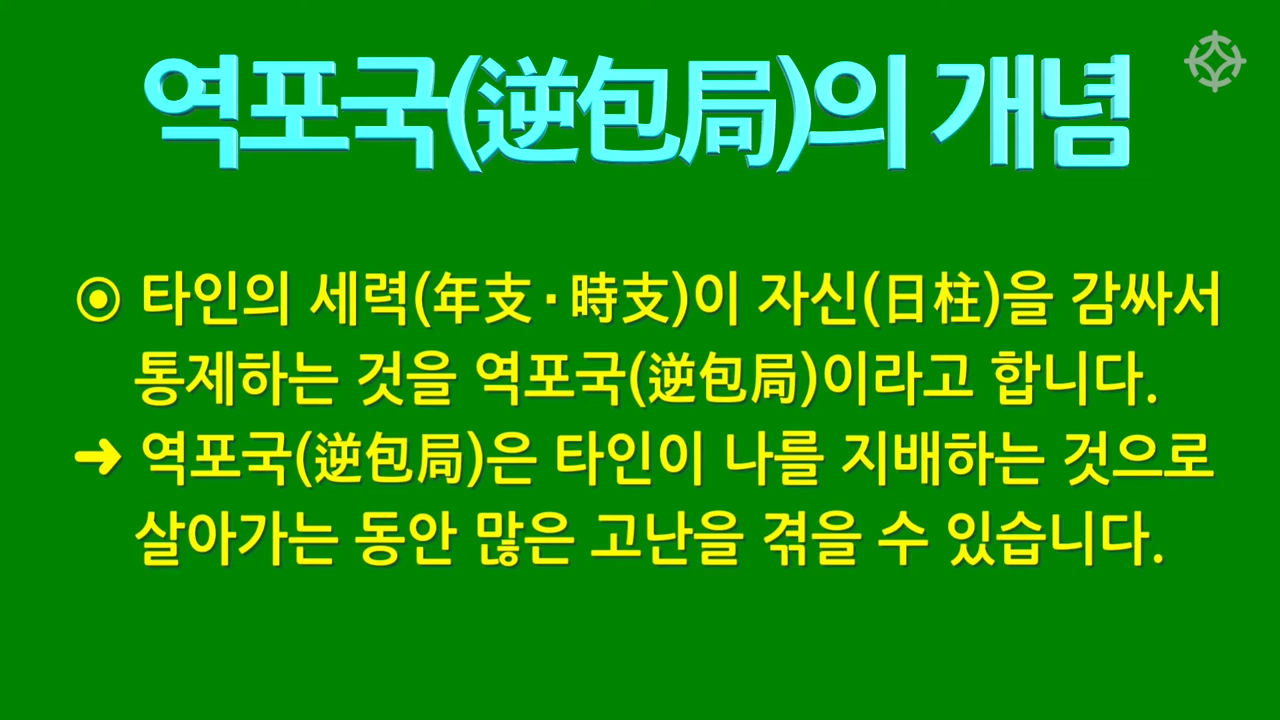 역포국(逆包局)의 개념
◉ 타인의 세력(年支·時支)이 자신(日柱)을 감싸서
통제하는 것을 역포국(逆包局)이라고 합니다.
➜ 역포국(逆包局)은 타인이 나를 지배하는 것으로
살아가는 동안 많은 고난을 겪을 수 있습니다.